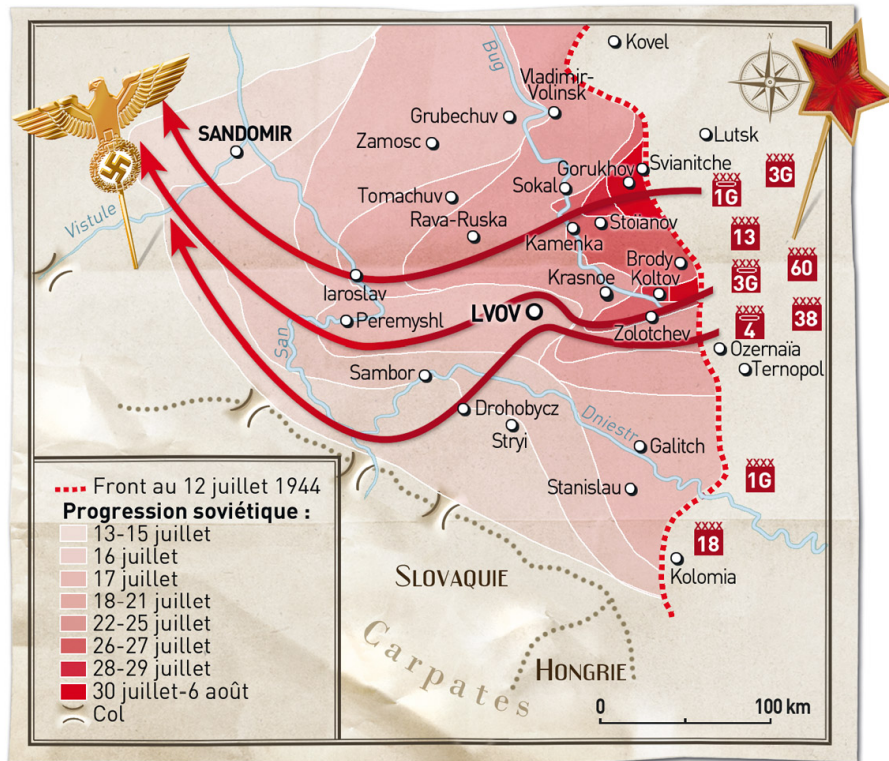 Kovel
Bug
Vladimir-
Volinsk
Grubechuv
Lutsk
SANDOMIR
Zamosc
Svianitche
Gorukhov
3G
1G
Sokal
Tomachuv
Vistule
Rava-Ruska
Stoïanov
Kamenka
13
Brody
60
Krasnoe
Koltov
3G
Iaroslav
LVOV
38
4
Peremyshl
Zolotchev
San
Ozernaïa
Ternopol
Sambor
Drohobycz
Dniestr
Stryi
Galitch
1G
Stanislau
18
Kolomia
Front au 12 juillet 1944
Progression soviétique :
13-15 juillet
16 juillet
17 juillet
18-21 juillet
22-25 juillet
26-27 juillet
28-29 juillet
30 juillet-6 août
Col
SLOVAQUIE
Carpates
HONGRIE
0 100 km